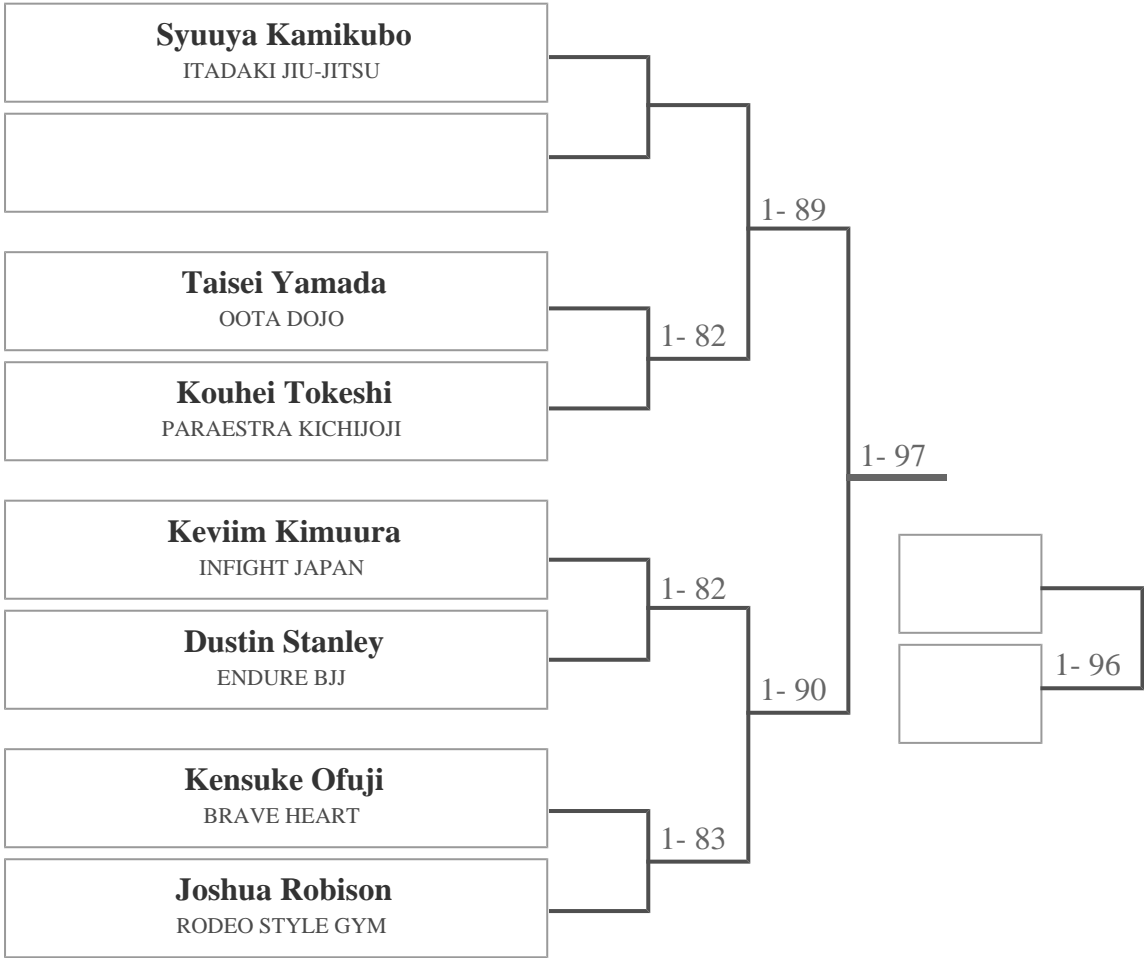 Syuuya Kamikubo
ITADAKI JIU-JITSU
1- 89
Taisei Yamada
OOTA DOJO
1- 82
Kouhei Tokeshi
PARAESTRA KICHIJOJI
1- 97
Keviim Kimuura
INFIGHT JAPAN
1- 82
Dustin Stanley
ENDURE BJJ
1- 90
1- 96
Kensuke Ofuji
BRAVE HEART
1- 83
Joshua Robison
RODEO STYLE GYM